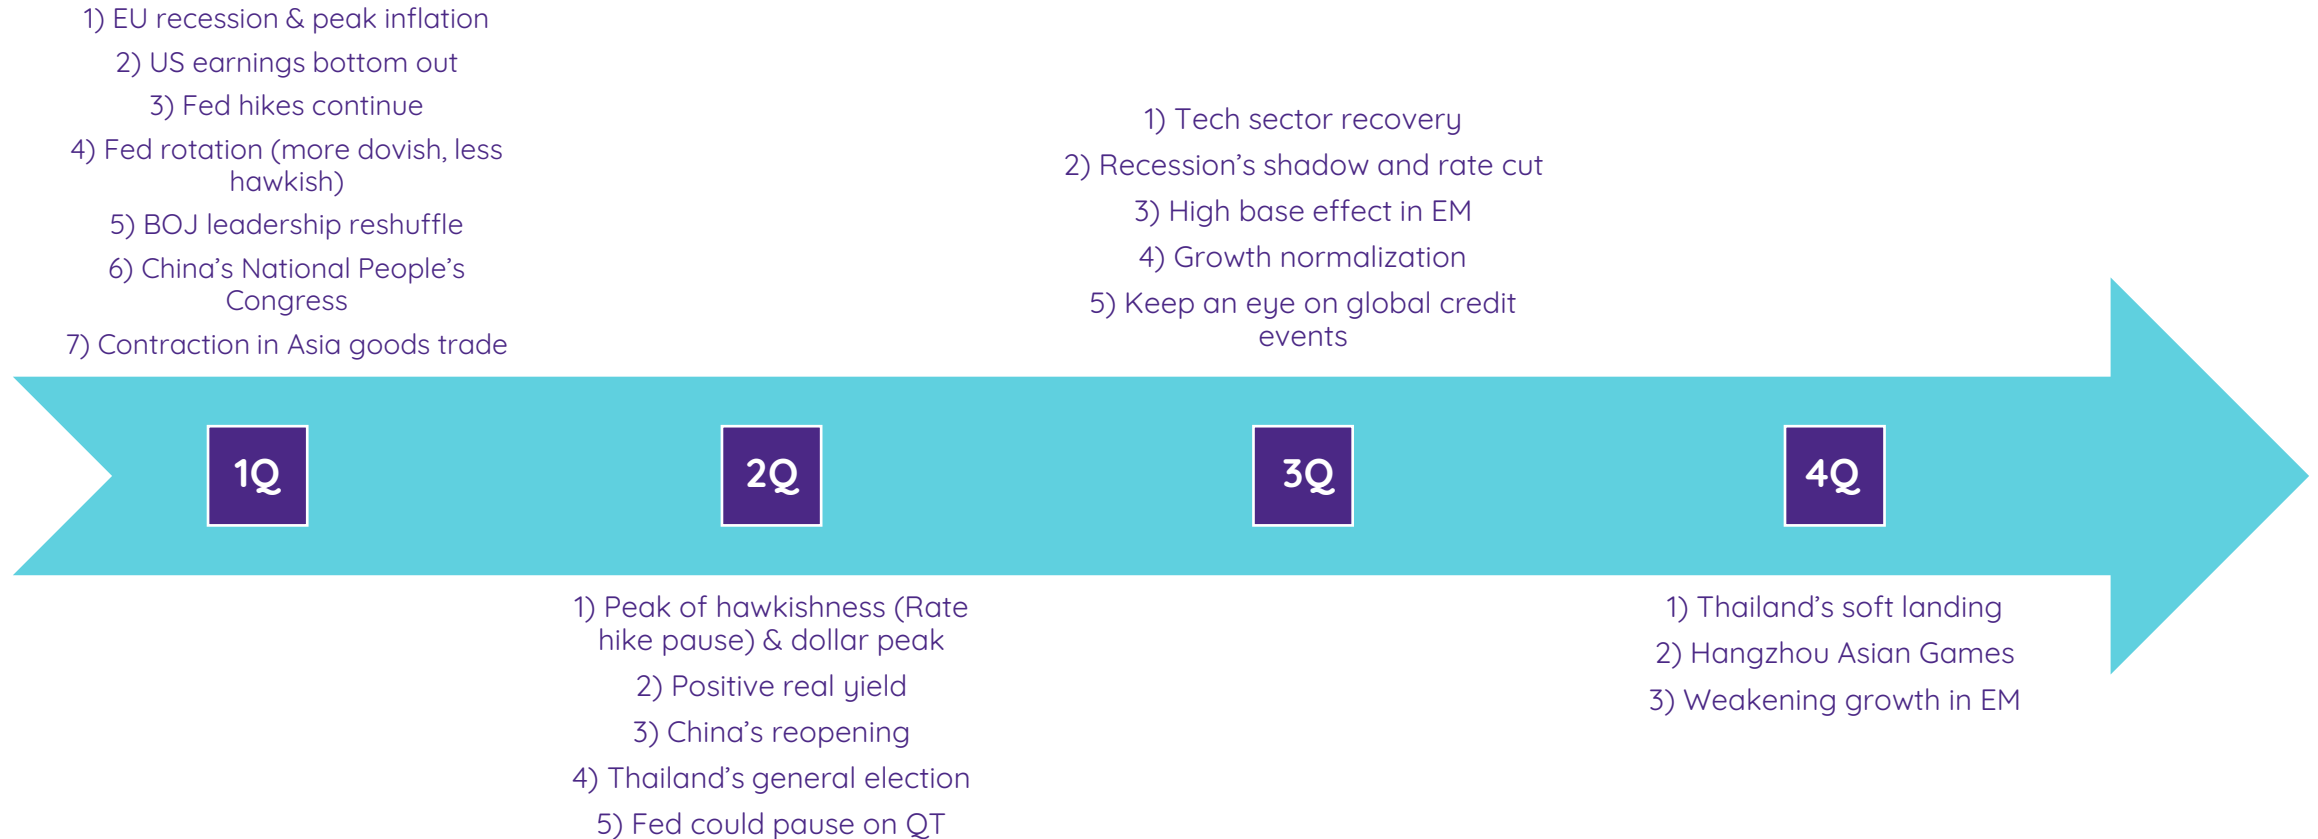 1) EU recession & peak inflation
2) US earnings bottom out
3) Fed hikes continue
4) Fed rotation (more dovish, less
hawkish)
5) BOJ leadership reshuffle
6) China’s National People’s
Congress
7) Contraction in Asia goods trade
1) Tech sector recovery
2) Recession’s shadow and rate cut
3) High base effect in EM
4) Growth normalization
5) Keep an eye on global credit
events
1Q
2Q
3Q
4Q
1) Peak of hawkishness (Rate
hike pause) & dollar peak
2) Positive real yield
3) China’s reopening
4) Thailand’s general election
5) Fed could pause on QT
1) Thailand’s soft landing
2) Hangzhou Asian Games
3) Weakening growth in EM